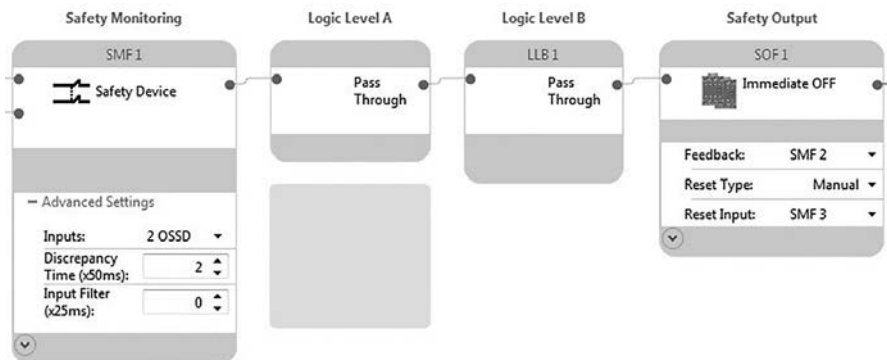 Safety Monitoring
Logic Level A
Logic Level B
Safety Output
SMF 1
Safety Device
− Advanced Settings
Inputs: 2 OSSD
Discrepancy
Time (x50ms): 2
Input Filter
(x25ms): 0
Pass
Through
LLB 1
Pass
Through
SOF 1
Immediate OFF
Feedback: SMF 2
Reset Type: Manual
Reset Input: SMF 3